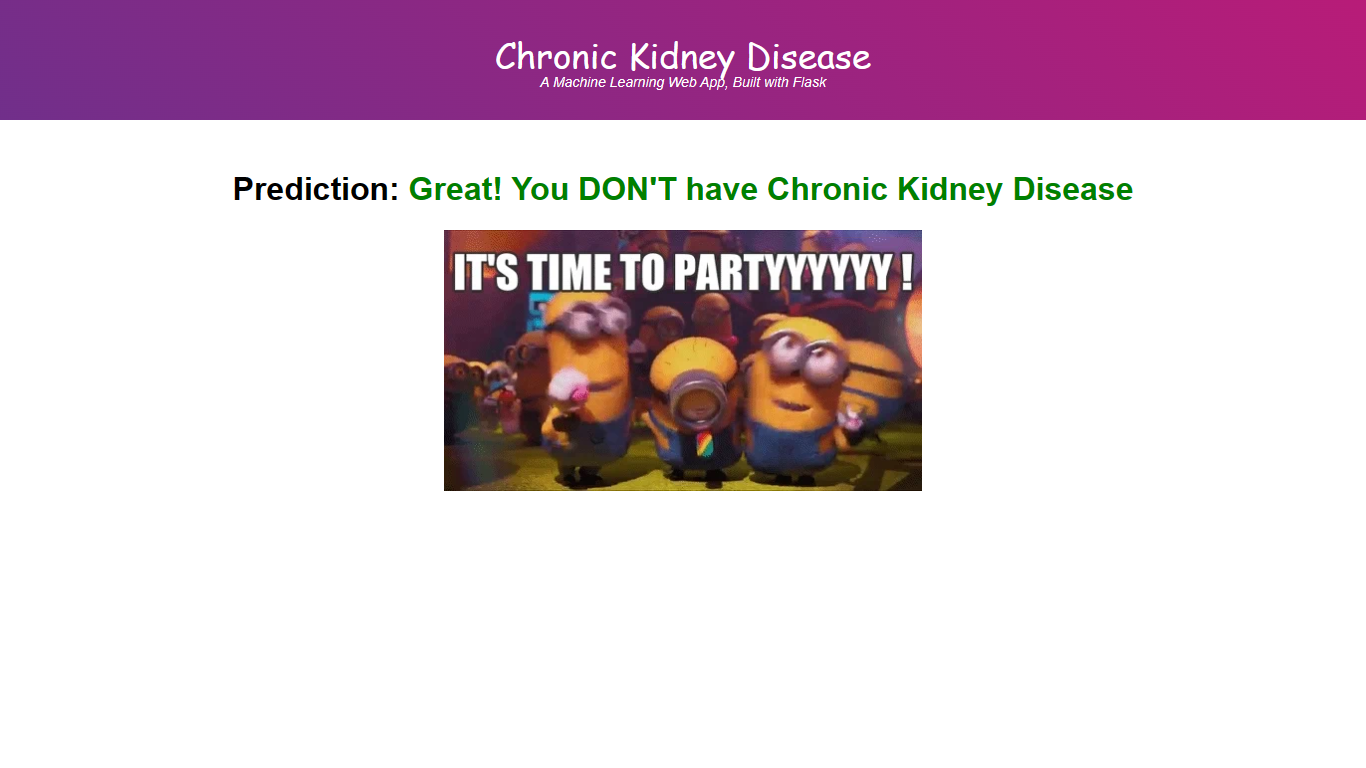 Chronic Kidney Disease
A Machine Learning Web App, Built with Flask
Prediction: Great! You DON'T have Chronic Kidney Disease
IT'S TIME TO PARTYYYYYY !